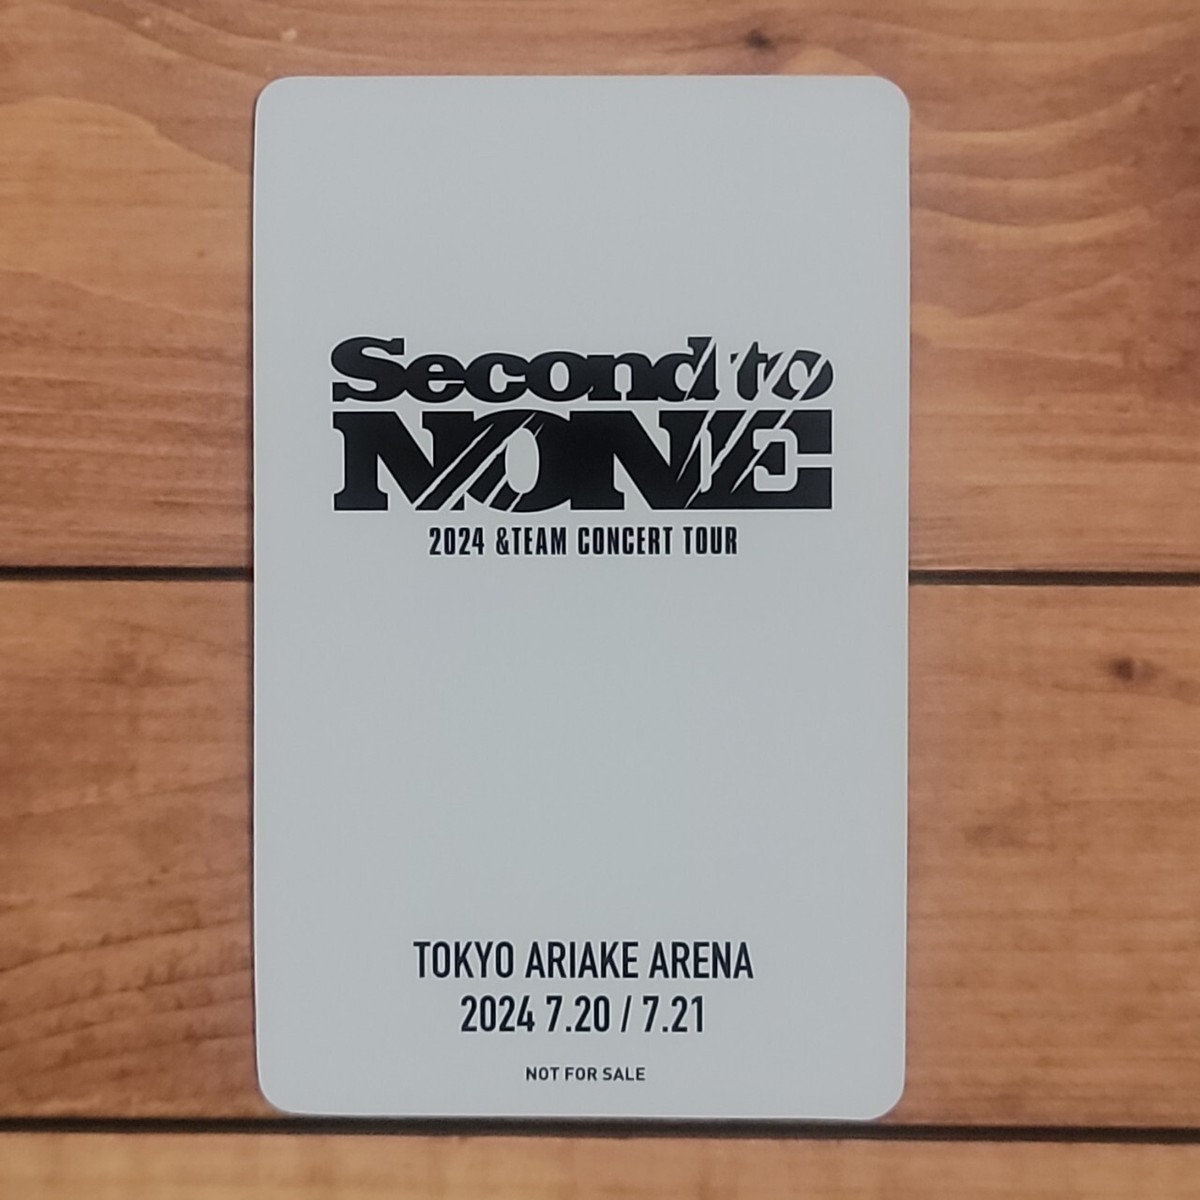 Second to
NONE
2024 &TEAM CONCERT TOUR
TOKYO ARIAKE ARENA
2024 7.20 / 7.21
NOT FOR SALE